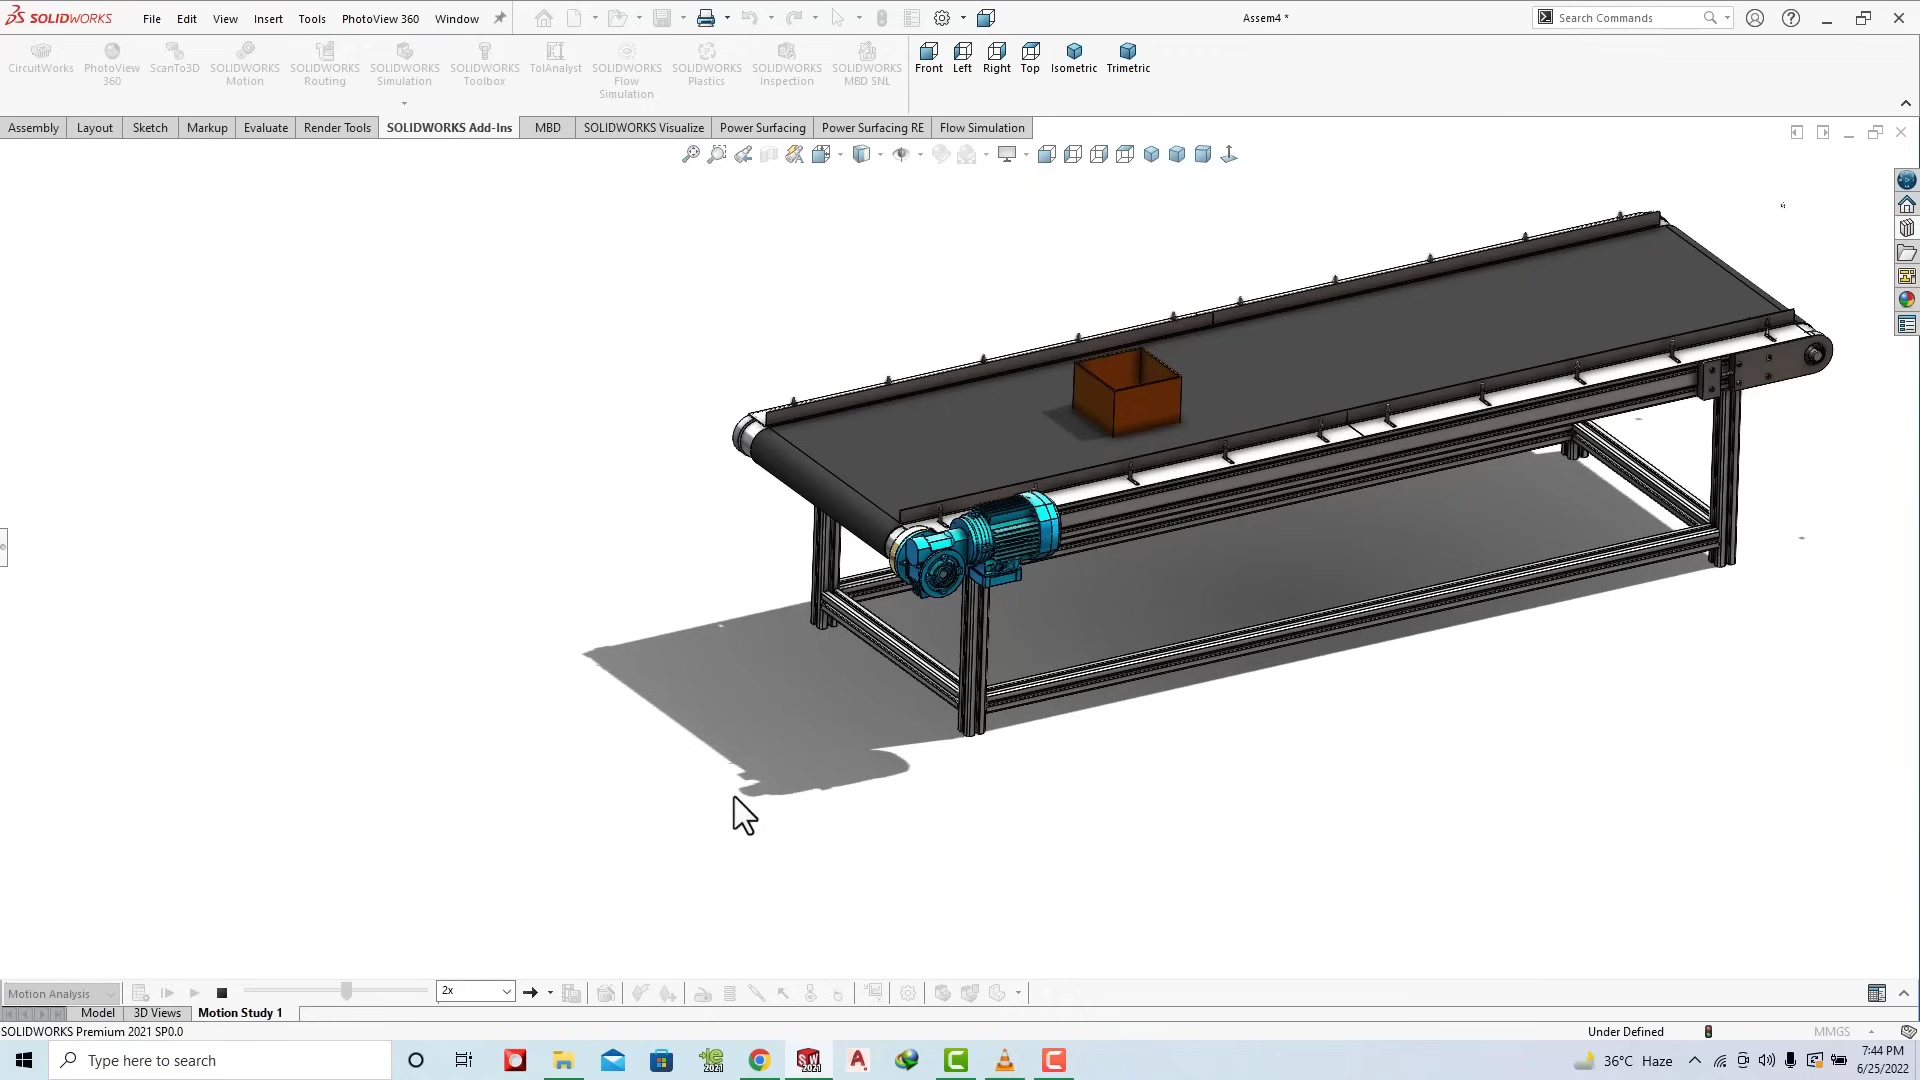 SOLIDWORKS File Edit View Insert Tools PhotoView 360 Window Assem4 * Search Commands
CircuitWorks PhotoView 360 ScanTo3D SOLIDWORKS Motion SOLIDWORKS Routing SOLIDWORKS Simulation SOLIDWORKS Toolbox TolAnalyst SOLIDWORKS Flow Simulation SOLIDWORKS Plastics SOLIDWORKS Inspection SOLIDWORKS MBD SNL Front Left Right Top Isometric Trimetric
Assembly Layout Sketch Markup Evaluate Render Tools SOLIDWORKS Add-Ins MBD SOLIDWORKS Visualize Power Surfacing Power Surfacing RE Flow Simulation
Motion Analysis 2x
Model 3D Views Motion Study 1
SOLIDWORKS Premium 2021 SP0.0 Under Defined MMGS
Type here to search 36°C Haze 7:44 PM
6/25/2022